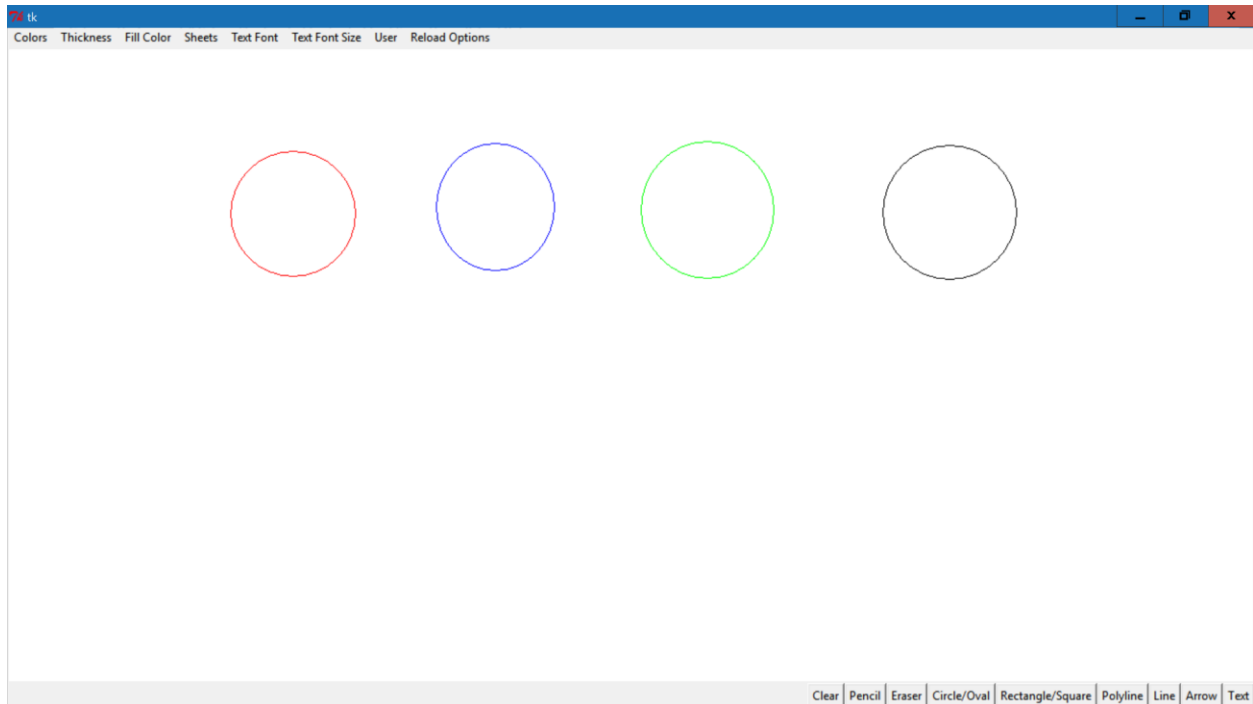 tk
Colors Thickness Fill Color Sheets Text Font Text Font Size User Reload Options
Clear Pencil Eraser Circle/Oval Rectangle/Square Polyline Line Arrow Text